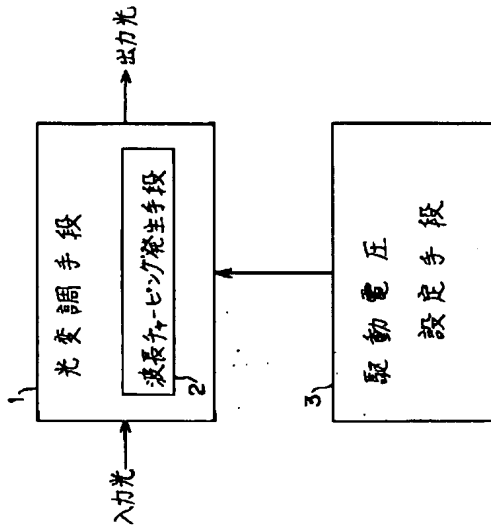 入力光
1
光変調手段
波長チャーピング発生手段
2
出力光
3
駆動電圧
設定手段